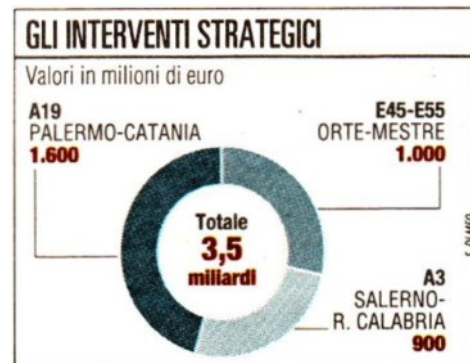 GLI INTERVENTI STRATEGICI
Valori in milioni di euro
A19
PALERMO-CATANIA
1.600
E45-E55
ORTE-MESTRE
1.000
Totale
3,5
miliardi
A3
SALERNO-
R. CALABRIA
900